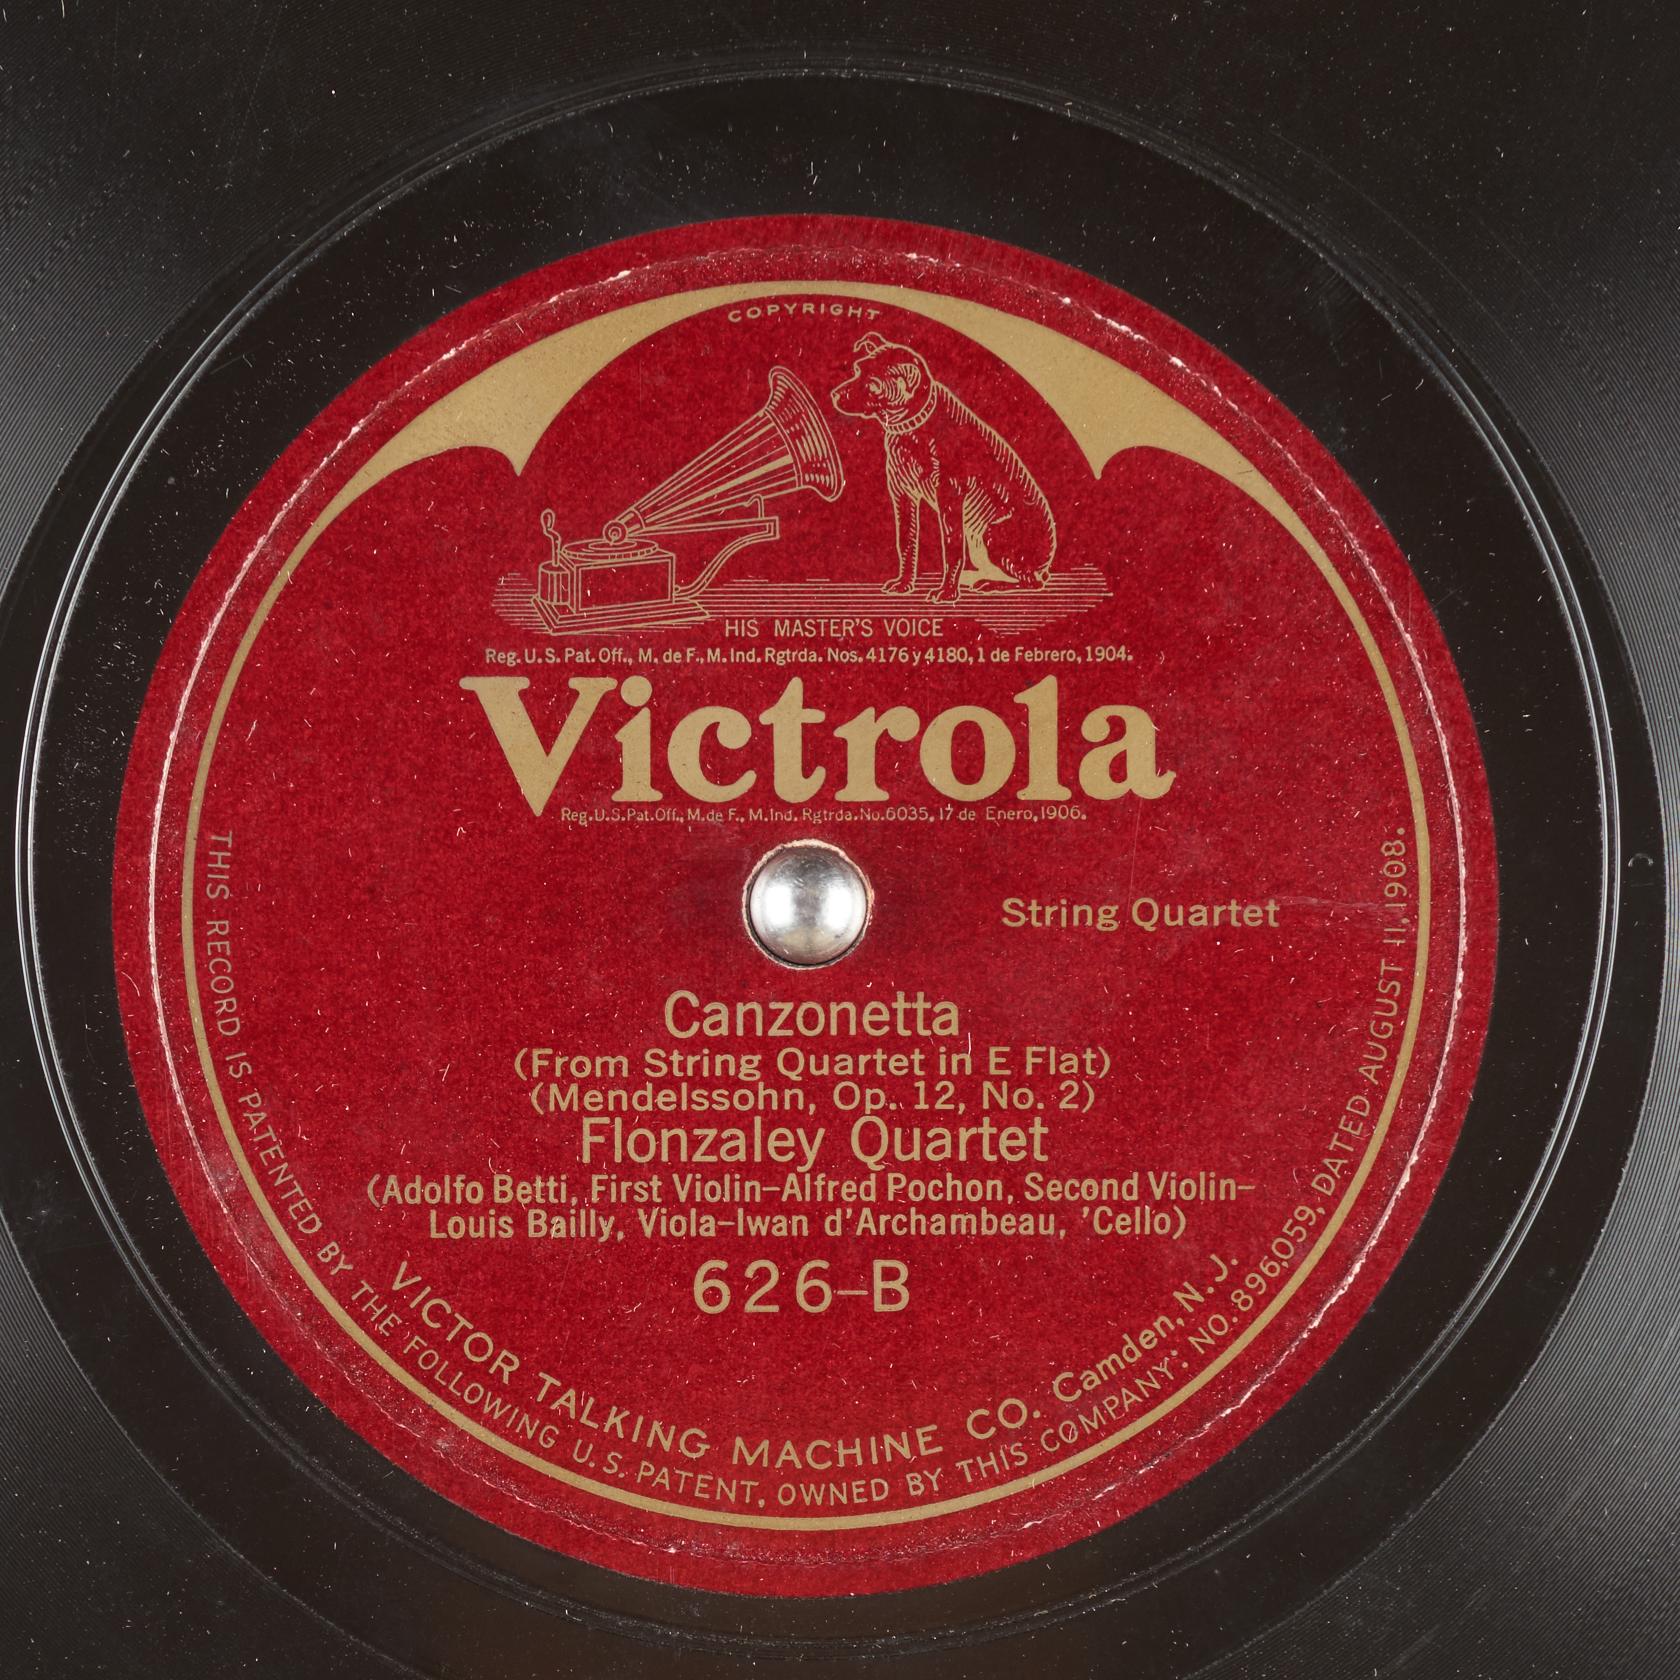 COPYRIGHT
HIS MASTER'S VOICE
Reg. U.S. Pat. Off., M. de F., M. Ind. Rgtrda. Nos. 4176 y 4180, 1 de Febrero, 1904.
Victrola
Reg. U.S. Pat. Off., M. de F., M. Ind. Rgtrda. No. 6035, 17 de Enero, 1906.
String Quartet
Canzonetta
(From String Quartet in E Flat)
(Mendelssohn, Op. 12, No. 2)
Flonzaley Quartet
(Adolfo Betti, First Violin–Alfred Pochon, Second Violin–
Louis Bailly, Viola–Iwan d'Archambeau, 'Cello)
626–B
VICTOR TALKING MACHINE CO. Camden, N. J.
THIS RECORD IS PATENTED BY THE FOLLOWING U.S. PATENT, OWNED BY THIS COMPANY: NO. 896,059, DATED AUGUST 11, 1908.